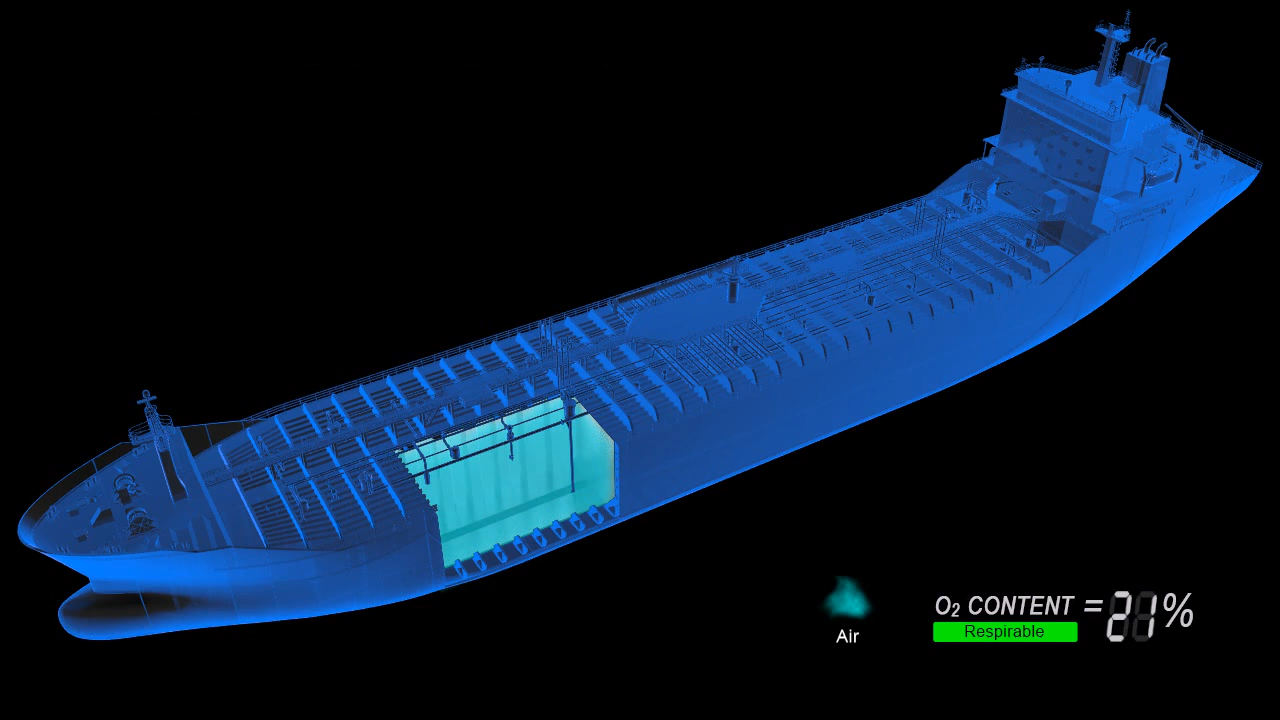 O₂ CONTENT = 21%
Respirable
Air